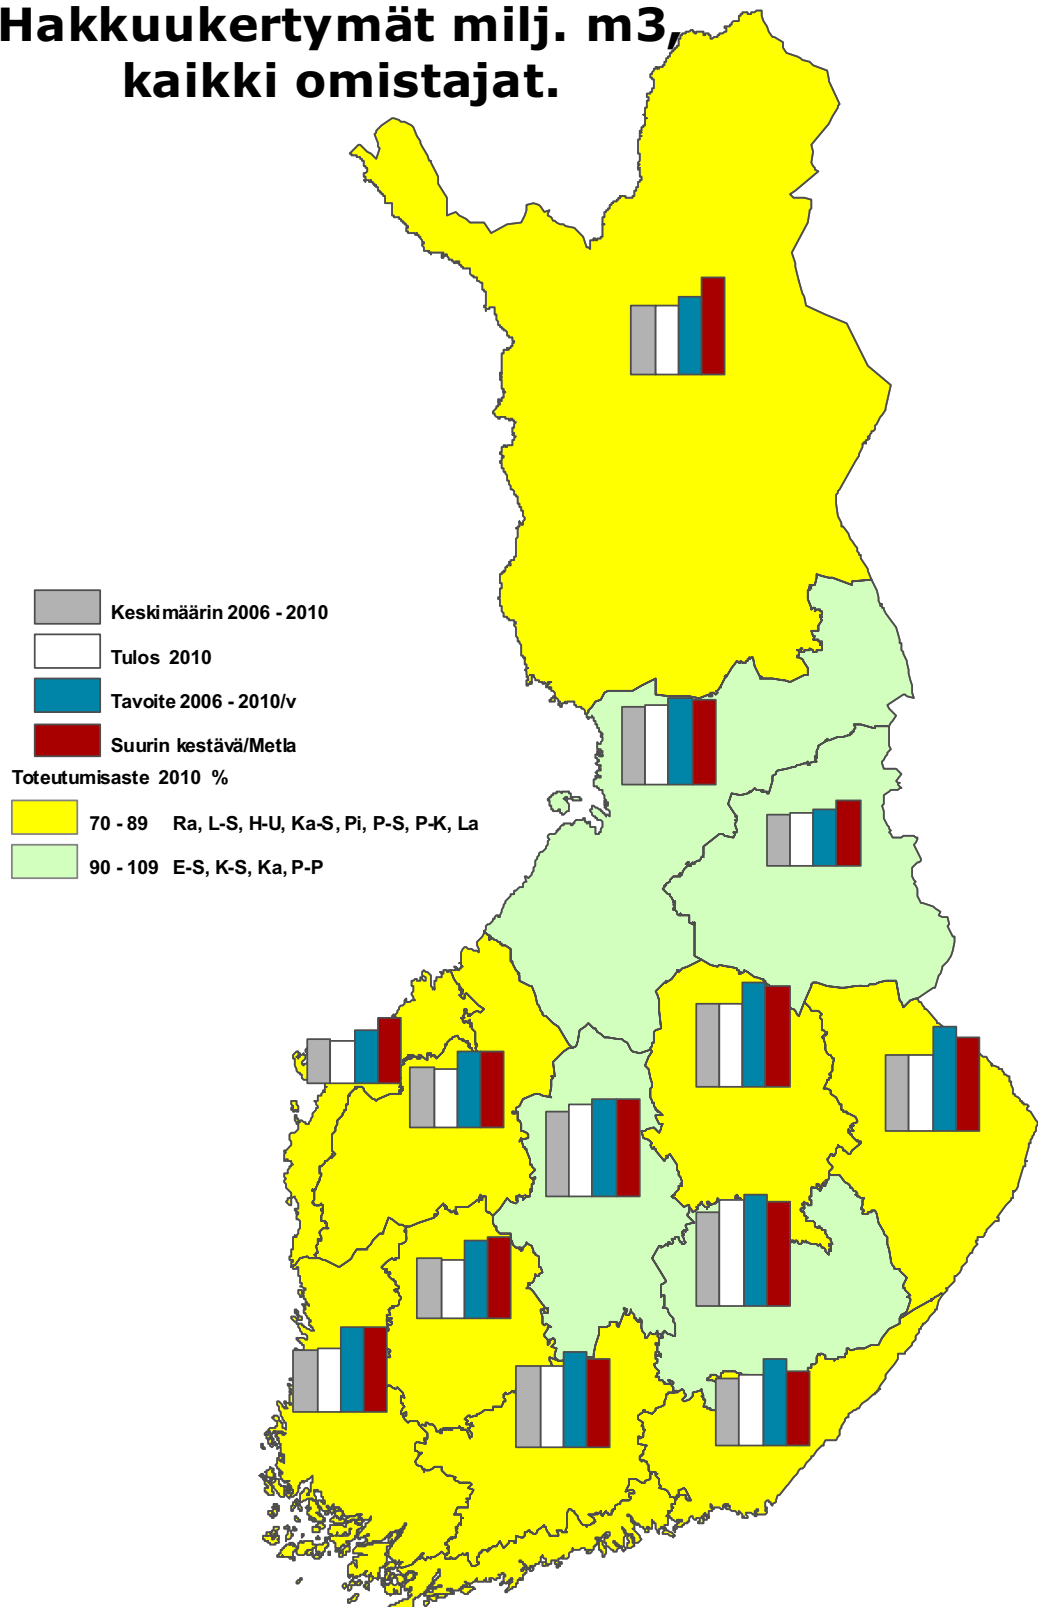 Hakkuukertymät milj. m3,
kaikki omistajat.
Keskimäärin 2006 - 2010
Tulos 2010
Tavoite 2006 - 2010/v
Suurin kestävä/Metla
Toteutumisaste 2010 %
70 - 89 Ra, L-S, H-U, Ka-S, Pi, P-S, P-K, La
90 - 109 E-S, K-S, Ka, P-P